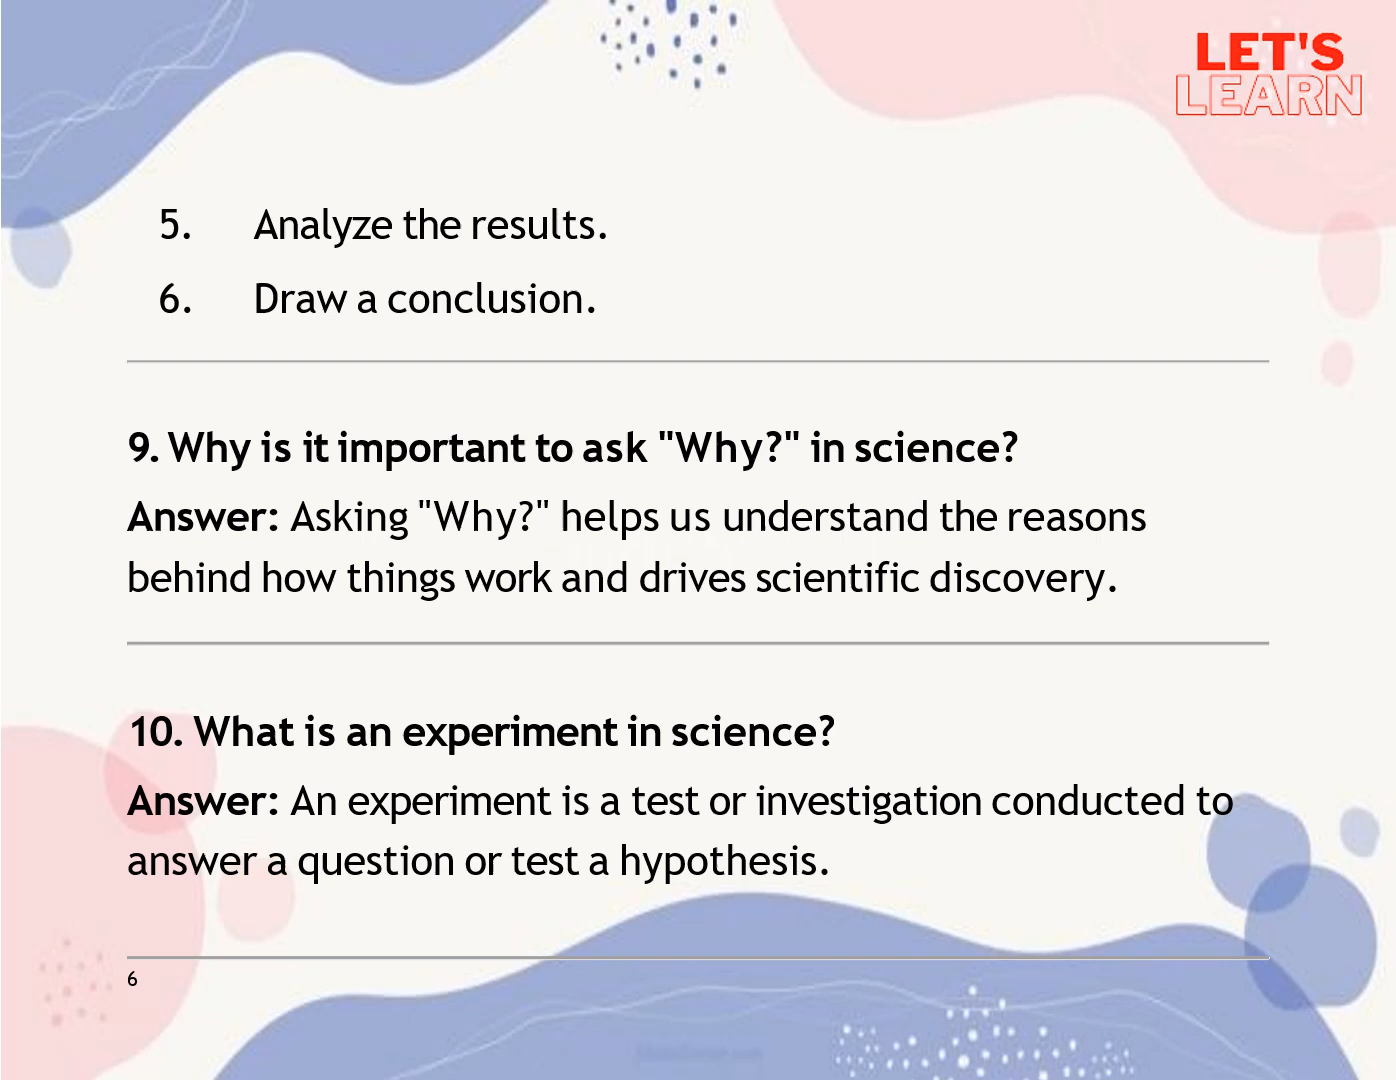 LET'S
LEARN
5. Analyze the results.
6. Draw a conclusion.
9. Why is it important to ask "Why?" in science?
Answer: Asking "Why?" helps us understand the reasons
behind how things work and drives scientific discovery.
10. What is an experiment in science?
Answer: An experiment is a test or investigation conducted to
answer a question or test a hypothesis.
6